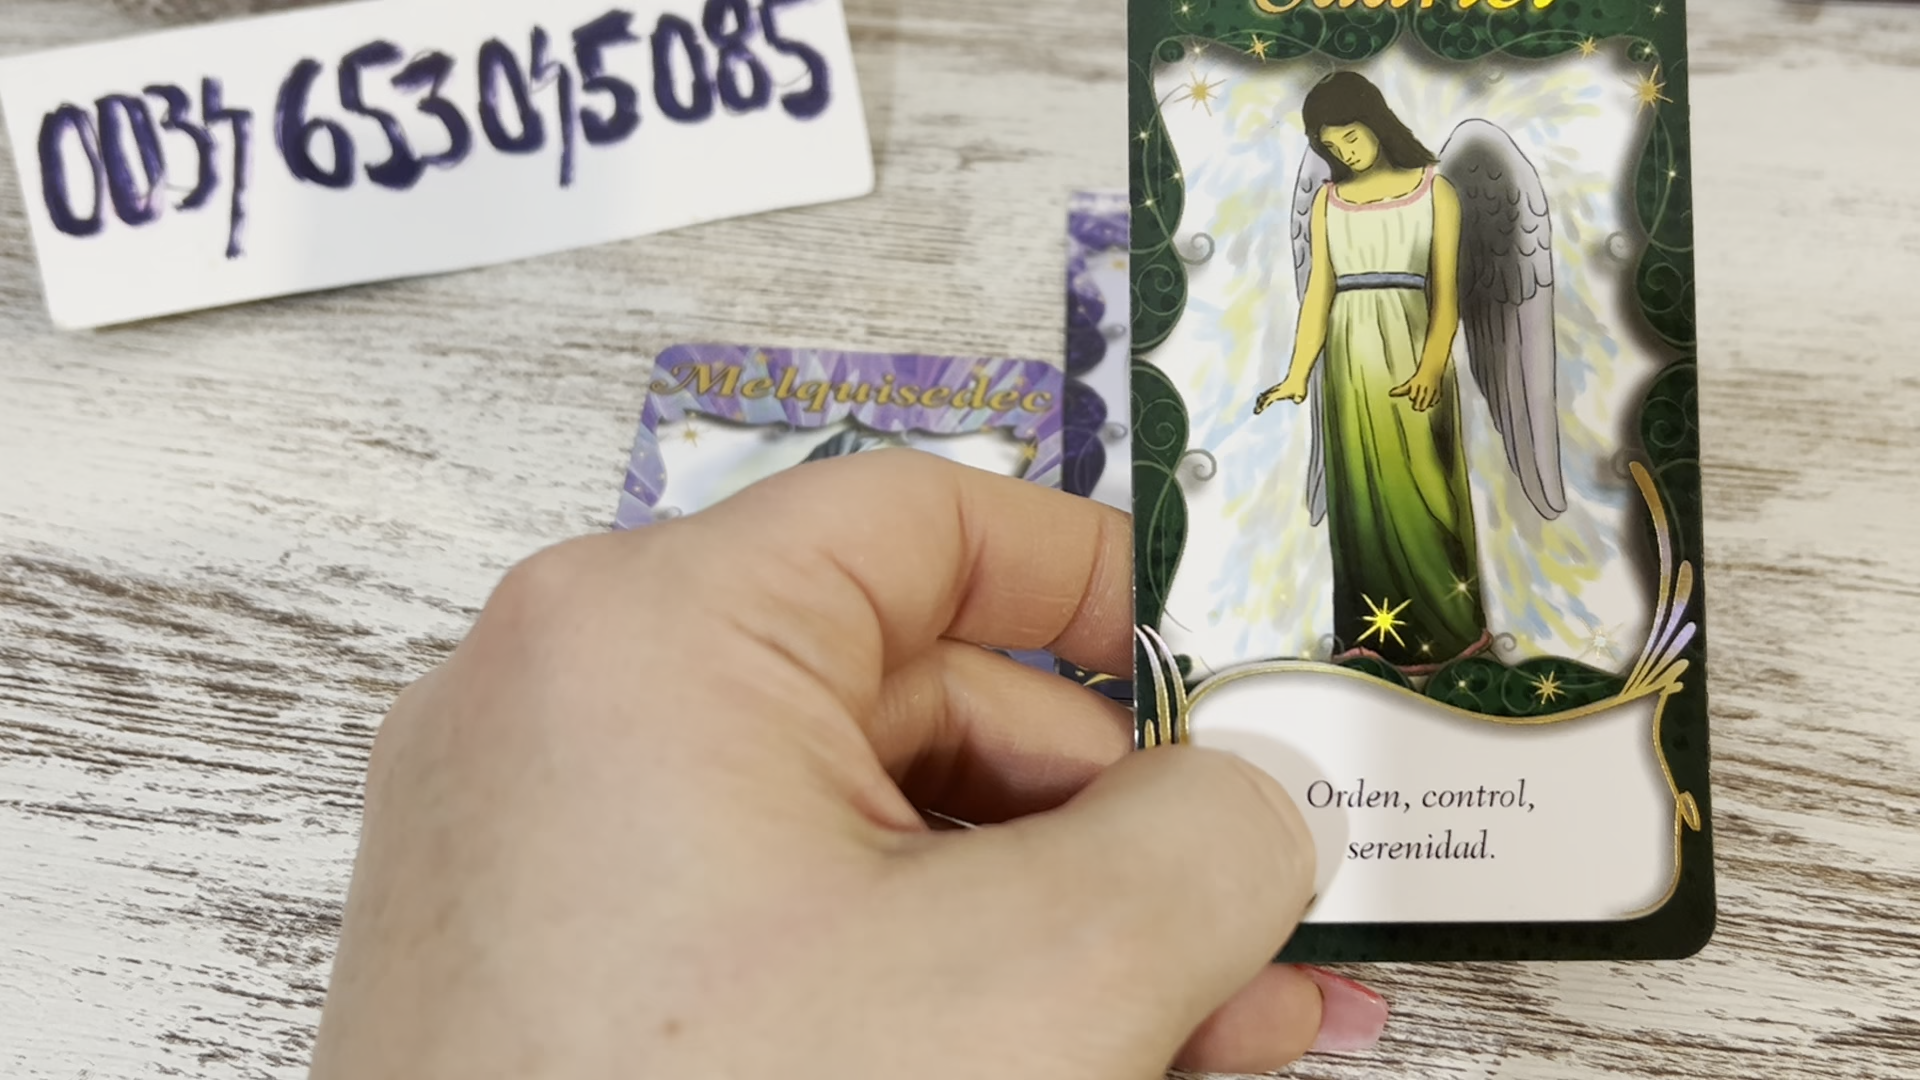 0034 653045085
Melquisedec
Orden, control,
serenidad.